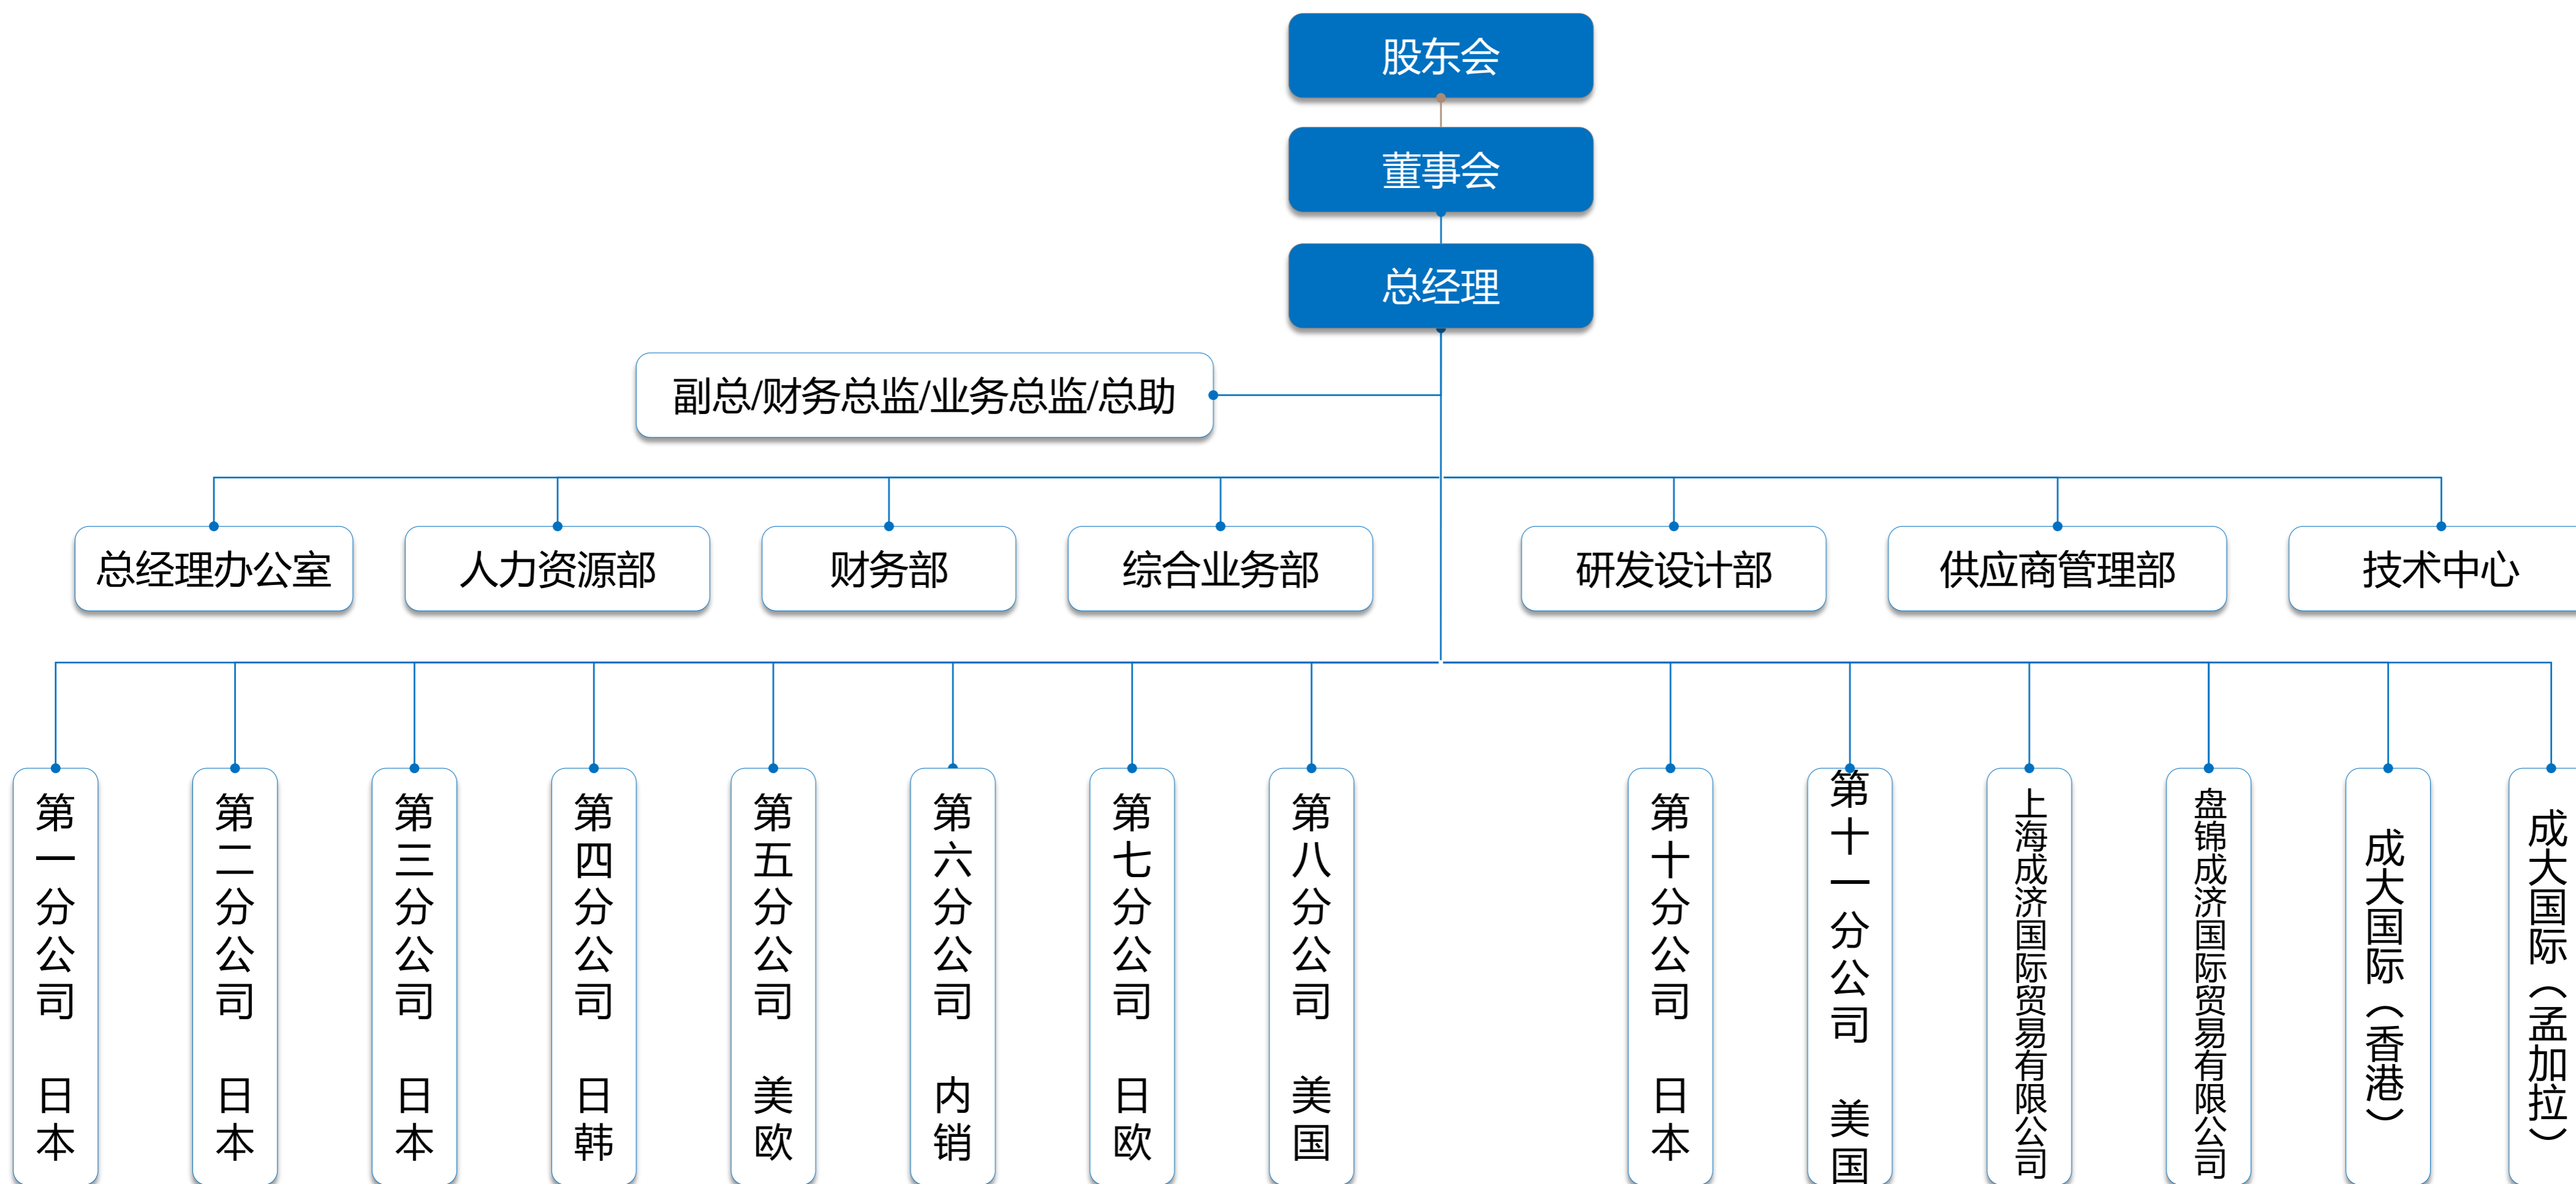 股东会
董事会
总经理
副总/财务总监/业务总监/总助
总经理办公室
人力资源部
财务部
综合业务部
研发设计部
供应商管理部
技术中心
第一分公司 日本
第二分公司 日本
第三分公司 日本
第四分公司 日韩
第五分公司 美欧
第六分公司 内销
第七分公司 日欧
第八分公司 美国
第十分公司 日本
第十一分公司 美国
上海成济国际贸易有限公司
盘锦成济国际贸易有限公司
成大国际（香港）
成大国际（孟加拉）